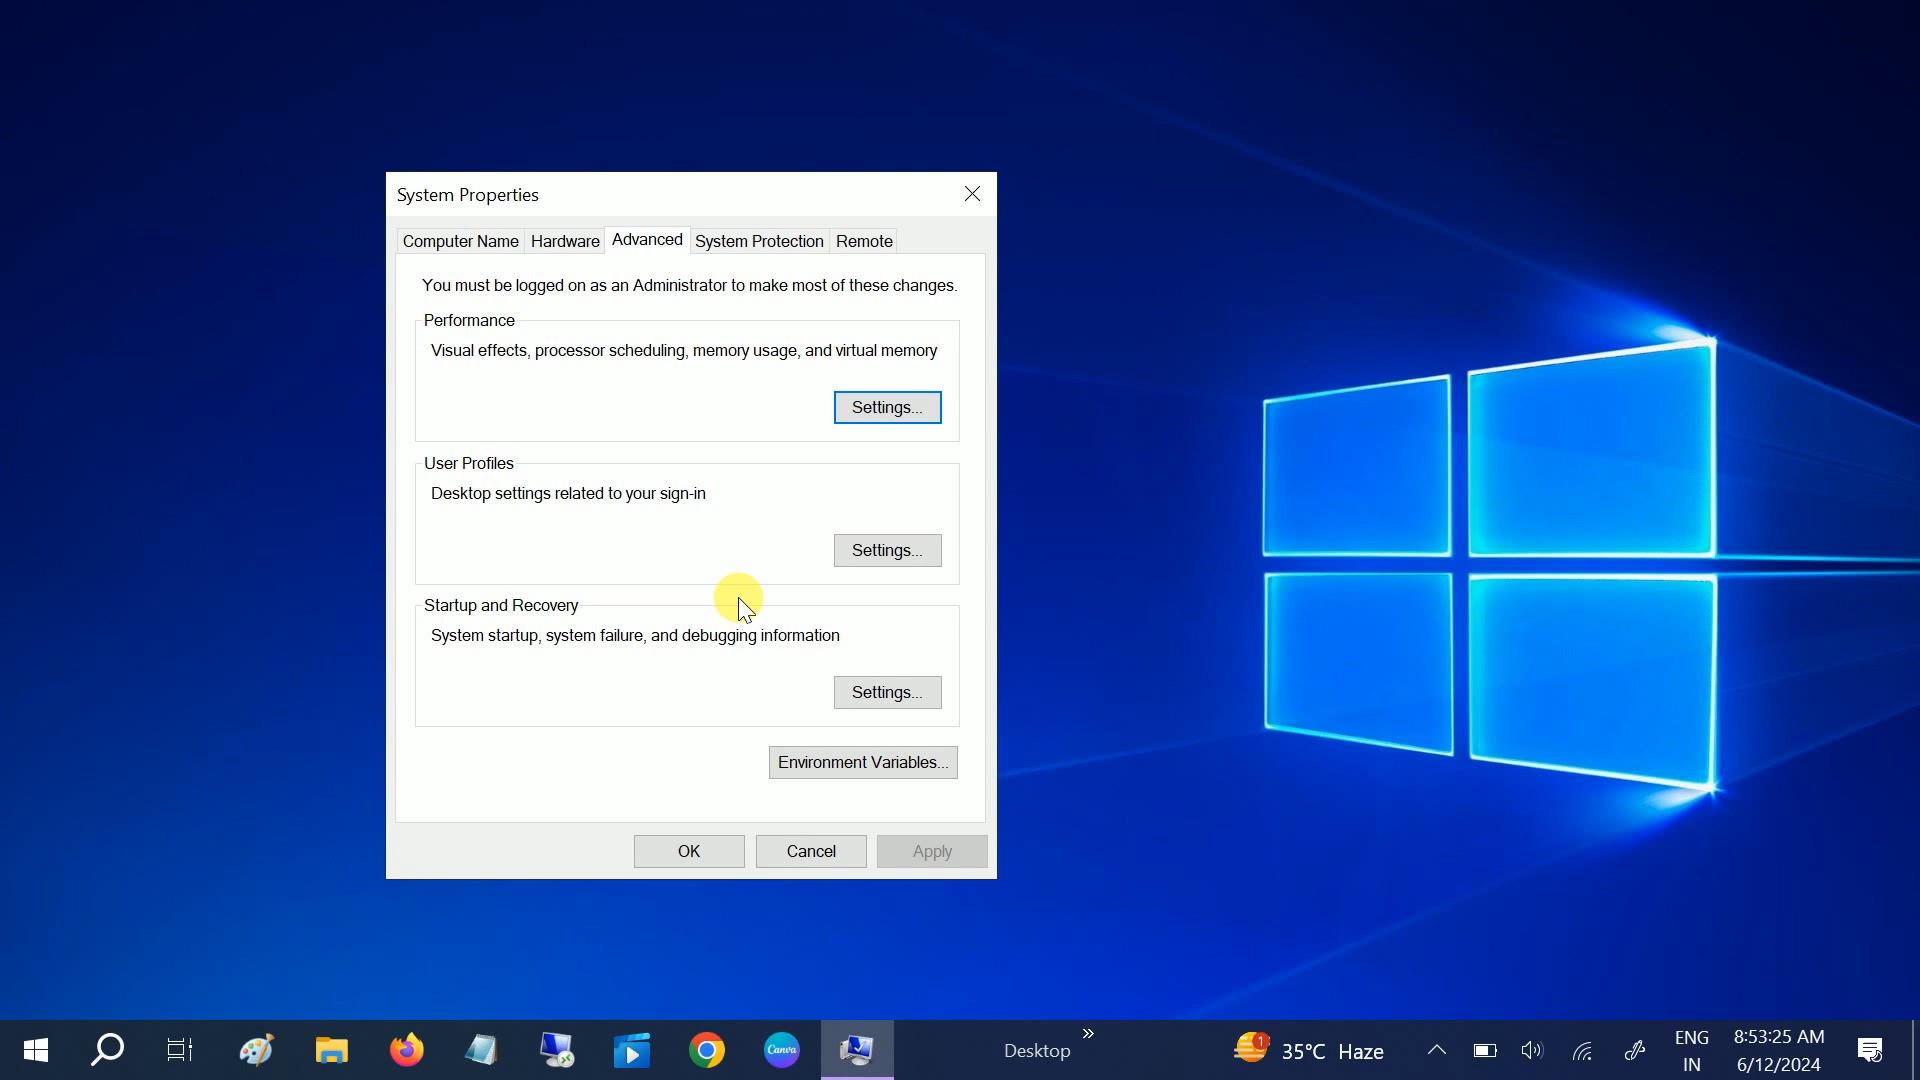 System Properties
Computer Name Hardware Advanced System Protection Remote
You must be logged on as an Administrator to make most of these changes.
Performance
Visual effects, processor scheduling, memory usage, and virtual memory
Settings...
User Profiles
Desktop settings related to your sign-in
Settings...
Startup and Recovery
System startup, system failure, and debugging information
Settings...
Environment Variables...
OK Cancel Apply
Canva
Desktop
1
35°C Haze
ENG
IN
8:53:25 AM
6/12/2024